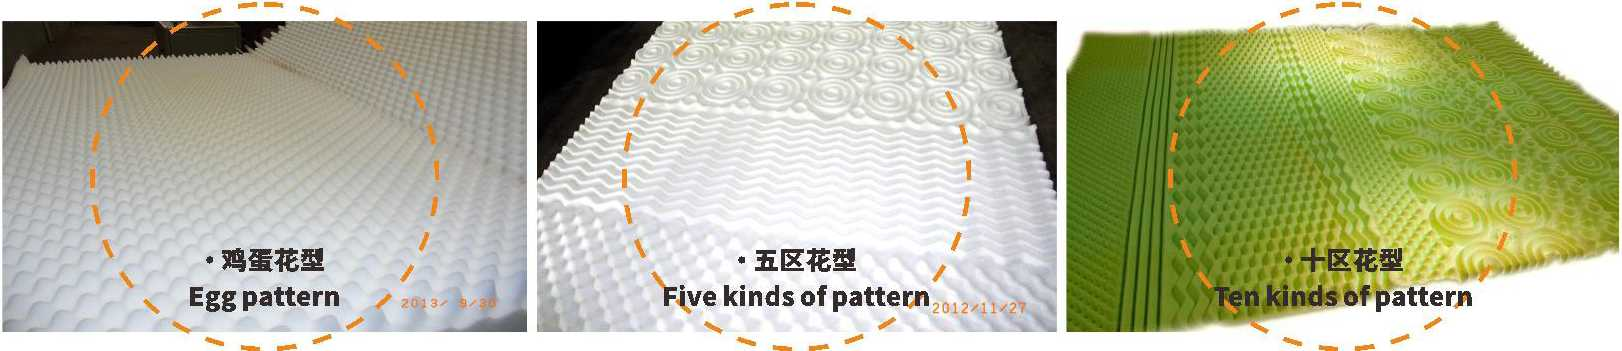 ·鸡蛋花型
Egg pattern
2013/ 9/30
·五区花型
Five kinds of pattern
2012/11/27
·十区花型
Ten kinds of pattern